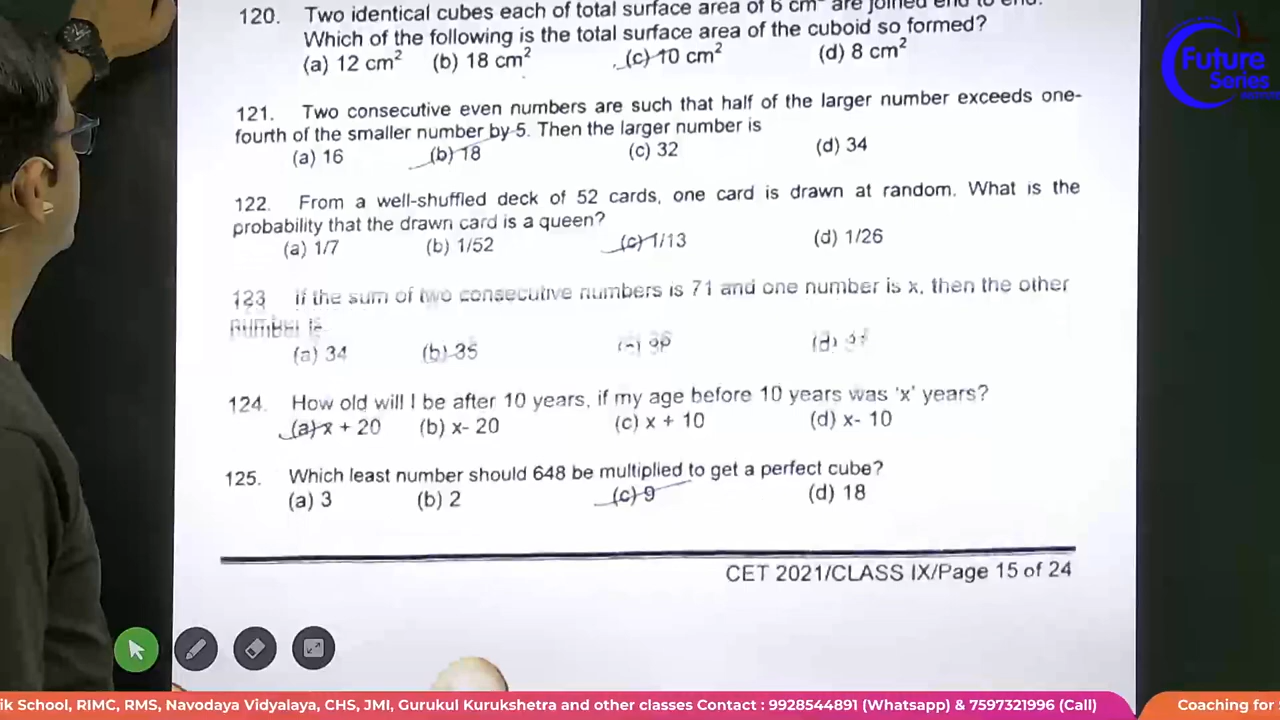 120. Two identical cubes each of total surface area of 6 cm² are joined end to end.
Which of the following is the total surface area of the cuboid so formed?
(a) 12 cm² (b) 18 cm² (c) 10 cm² (d) 8 cm²
121. Two consecutive even numbers are such that half of the larger number exceeds one-
fourth of the smaller number by 5. Then the larger number is
(a) 16 (b) 18 (c) 32 (d) 34
122. From a well-shuffled deck of 52 cards, one card is drawn at random. What is the
probability that the drawn card is a queen?
(a) 1/7 (b) 1/52 (c) 1/13 (d) 1/26
123 If the sum of two consecutive numbers is 71 and one number is x, then the other
number is
(a) 34 (b) 35 (c) 36 (d)
124. How old will I be after 10 years, if my age before 10 years was 'x' years?
(a) x + 20 (b) x- 20 (c) x + 10 (d) x- 10
125. Which least number should 648 be multiplied to get a perfect cube?
(a) 3 (b) 2 (c) 9 (d) 18
CET 2021/CLASS IX/Page 15 of 24
Future
Series
ik School, RIMC, RMS, Navodaya Vidyalaya, CHS, JMI, Gurukul Kurukshetra and other classes Contact : 9928544891 (Whatsapp) & 7597321996 (Call)
Coaching for